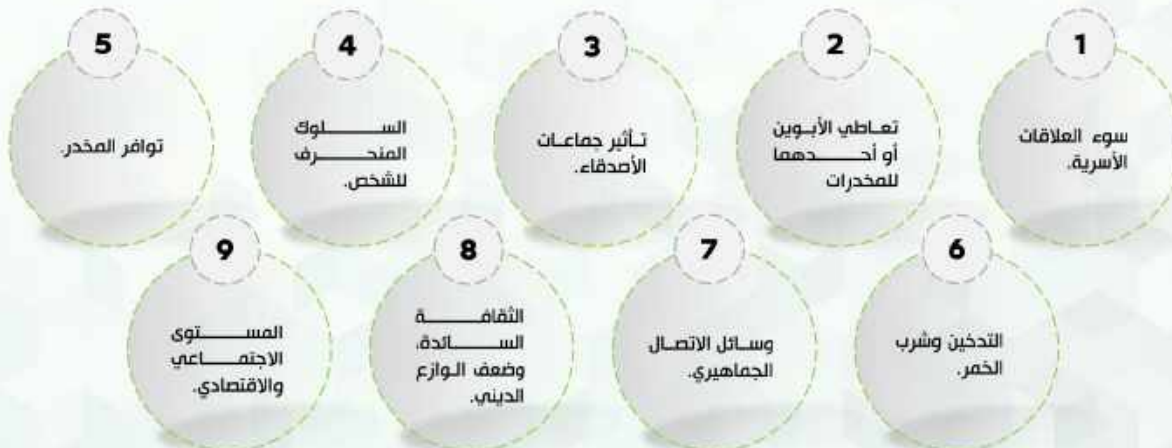 1
سوء العلاقات
الأسرية.
2
تعاطي الأبوين
أو أحدهما
للمخدرات
3
تأثير جماعات
الأصدقاء.
4
السلوك
المنحرف
للشخص.
5
توافر المخدر.
6
التدخين وشرب
الخمر.
7
وسائل الاتصال
الجماهيري.
8
الثقافة
السائدة،
وضعف الوازع
الديني.
9
المستوى
الاجتماعي
والاقتصادي.